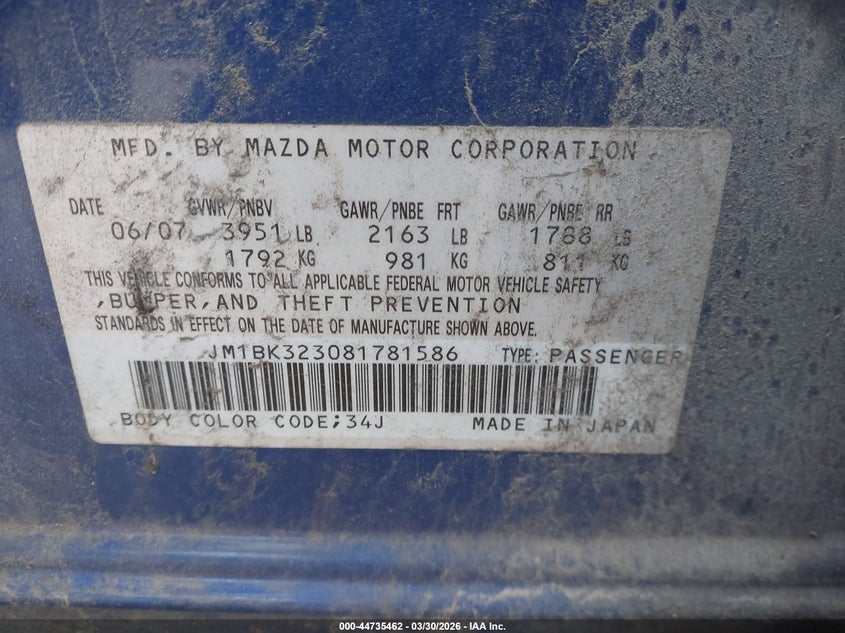 MFD. BY MAZDA MOTOR CORPORATION
DATE GVWR/PNBV GAWR/PNBE FRT GAWR/PNBE RR
06/07 3951 LB 2163 LB 1788 LB
1792 KG 981 KG 811 KG
THIS VEHICLE CONFORMS TO ALL APPLICABLE FEDERAL MOTOR VEHICLE SAFETY
,BUMPER,AND THEFT PREVENTION
STANDARDS IN EFFECT ON THE DATE OF MANUFACTURE SHOWN ABOVE.
JM1BK323081781586 TYPE: PASSENGER
BODY COLOR CODE;34J MADE IN JAPAN
000-44735462 — 03/30/2026 — IAA Inc.